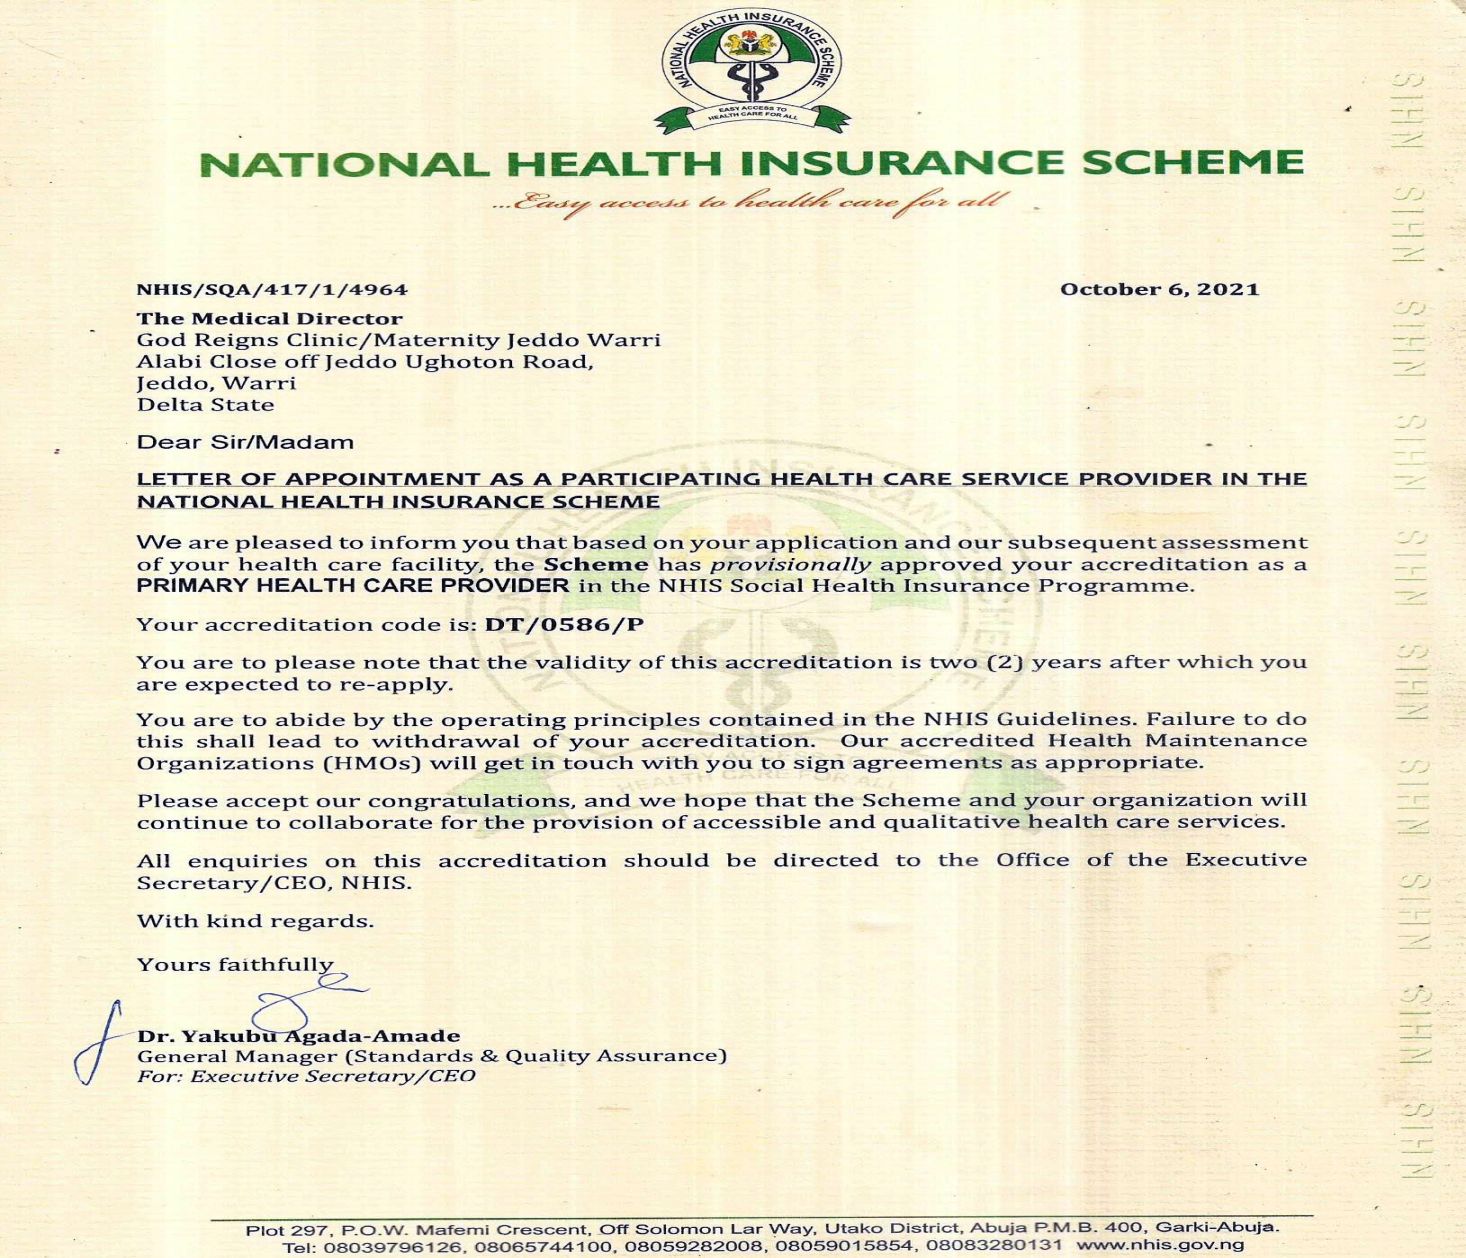 NATIONAL HEALTH INSURANCE SCHEME
EASY ACCESS TO
HEALTH CARE FOR ALL
NATIONAL HEALTH INSURANCE SCHEME
...Easy access to health care for all
NHIS/SQA/417/1/4964
October 6, 2021
The Medical Director
God Reigns Clinic/Maternity Jeddo Warri
Alabi Close off Jeddo Ughoton Road,
Jeddo, Warri
Delta State
Dear Sir/Madam
LETTER OF APPOINTMENT AS A PARTICIPATING HEALTH CARE SERVICE PROVIDER IN THE
NATIONAL HEALTH INSURANCE SCHEME
We are pleased to inform you that based on your application and our subsequent assessment
of your health care facility, the Scheme has provisionally approved your accreditation as a
PRIMARY HEALTH CARE PROVIDER in the NHIS Social Health Insurance Programme.
Your accreditation code is: DT/0586/P
You are to please note that the validity of this accreditation is two (2) years after which you
are expected to re-apply.
You are to abide by the operating principles contained in the NHIS Guidelines. Failure to do
this shall lead to withdrawal of your accreditation. Our accredited Health Maintenance
Organizations (HMOs) will get in touch with you to sign agreements as appropriate.
Please accept our congratulations, and we hope that the Scheme and your organization will
continue to collaborate for the provision of accessible and qualitative health care services.
All enquiries on this accreditation should be directed to the Office of the Executive
Secretary/CEO, NHIS.
With kind regards.
Yours faithfully
Dr. Yakubu Agada-Amade
General Manager (Standards & Quality Assurance)
For: Executive Secretary/CEO
Plot 297, P.O.W. Mafemi Crescent, Off Solomon Lar Way, Utako District, Abuja P.M.B. 400, Garki-Abuja.
Tel: 08039796126, 08065744100, 08059282008, 08059015854, 08083280131 www.nhis.gov.ng
NHIS NHIS NHIS NHIS NHIS NHIS NHIS NHIS NHIS NHIS